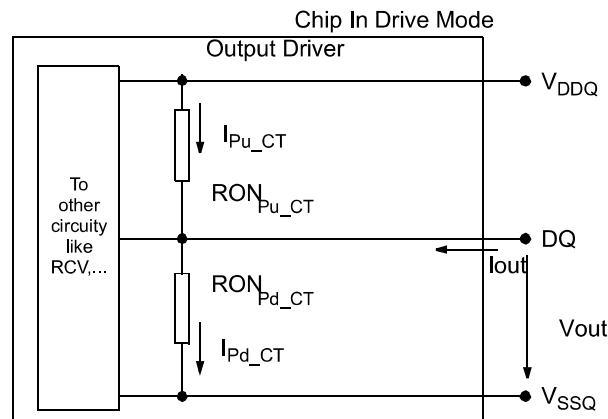 Chip In Drive Mode
Output Driver
VDDQ
IPu_CT
RONPu_CT
To
other
circuity
like
RCV,...
DQ
Iout
RONPd_CT
Vout
IPd_CT
VSSQ